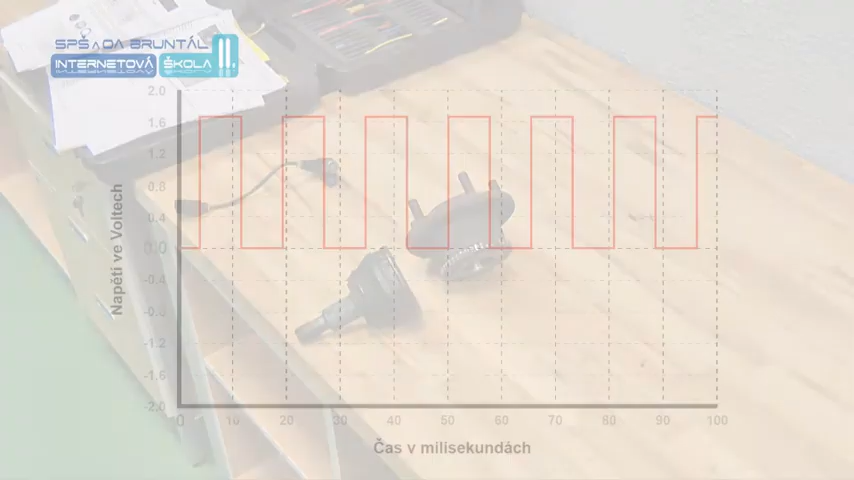 SPŠ A OA BRUNTÁL
INTERNETOVÁ ŠKOLA II.
2.0
1.6
1.2
0.8
0.4
0.0
-0.4
-0.8
-1.2
-1.6
-2.0
Napětí ve Voltech
0 10 20 30 40 50 60 70 80 90 100
Čas v milisekundách